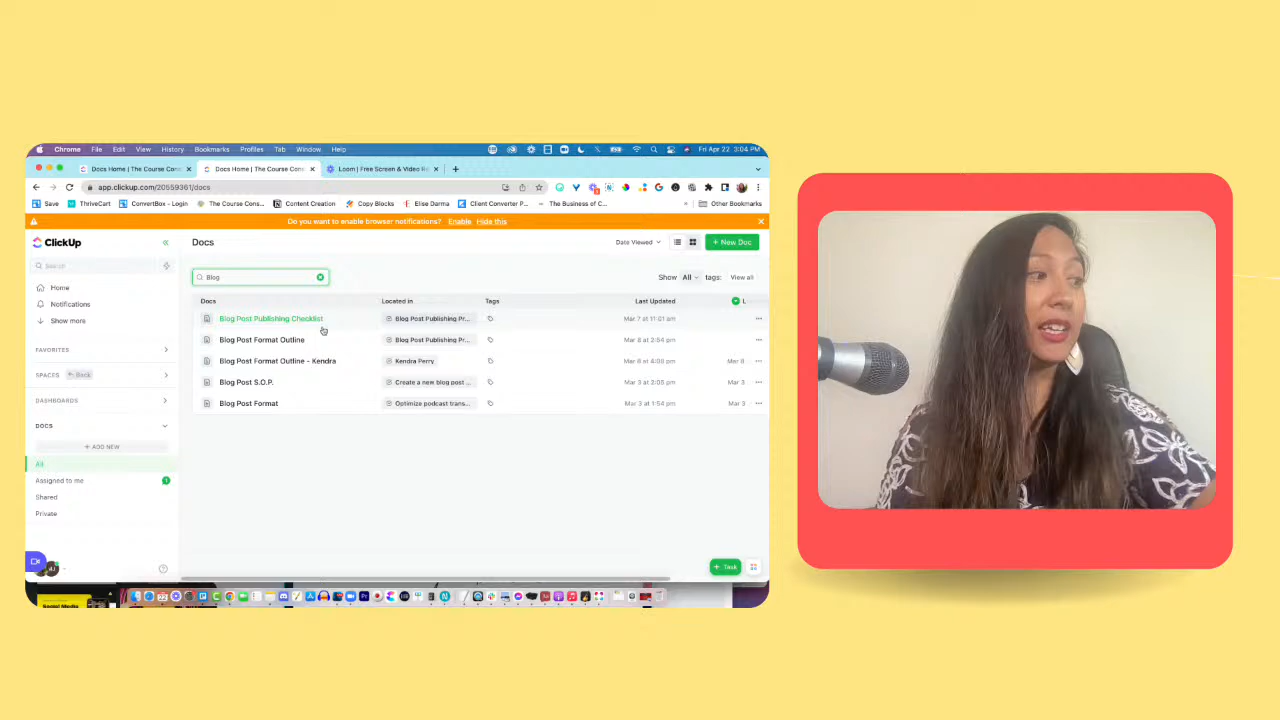 Chrome File Edit View History Bookmarks Profiles Tab Window Help Fri Apr 22 3:04 PM
Docs Home | The Course Cons... Docs Home | The Course Cons... Loom | Free Screen & Video Re...
app.clickup.com/20559361/docs
Save ThriveCart ConvertBox - Login The Course Cons... Content Creation Copy Blocks Elise Darma Client Converter P... The Business of C... » Other Bookmarks
Do you want to enable browser notifications? Enable Hide this
ClickUp
Docs
Date Viewed
+ New Doc
Search
Blog
Show All tags: View all
Home
Notifications
Show more
FAVORITES
SPACES Back
DASHBOARDS
DOCS
+ ADD NEW
All
Assigned to me 1
Shared
Private
Docs Located in Tags Last Updated L
Blog Post Publishing Checklist Blog Post Publishing Pr... Mar 7 at 11:01 am
Blog Post Format Outline Blog Post Publishing Pr... Mar 8 at 2:54 pm
Blog Post Format Outline - Kendra Kendra Perry Mar 8 at 4:00 pm Mar 8
Blog Post S.O.P. Create a new blog post ... Mar 3 at 2:05 pm Mar 3
Blog Post Format Optimize podcast trans... Mar 3 at 1:54 pm Mar 3
+ Task
Social Media